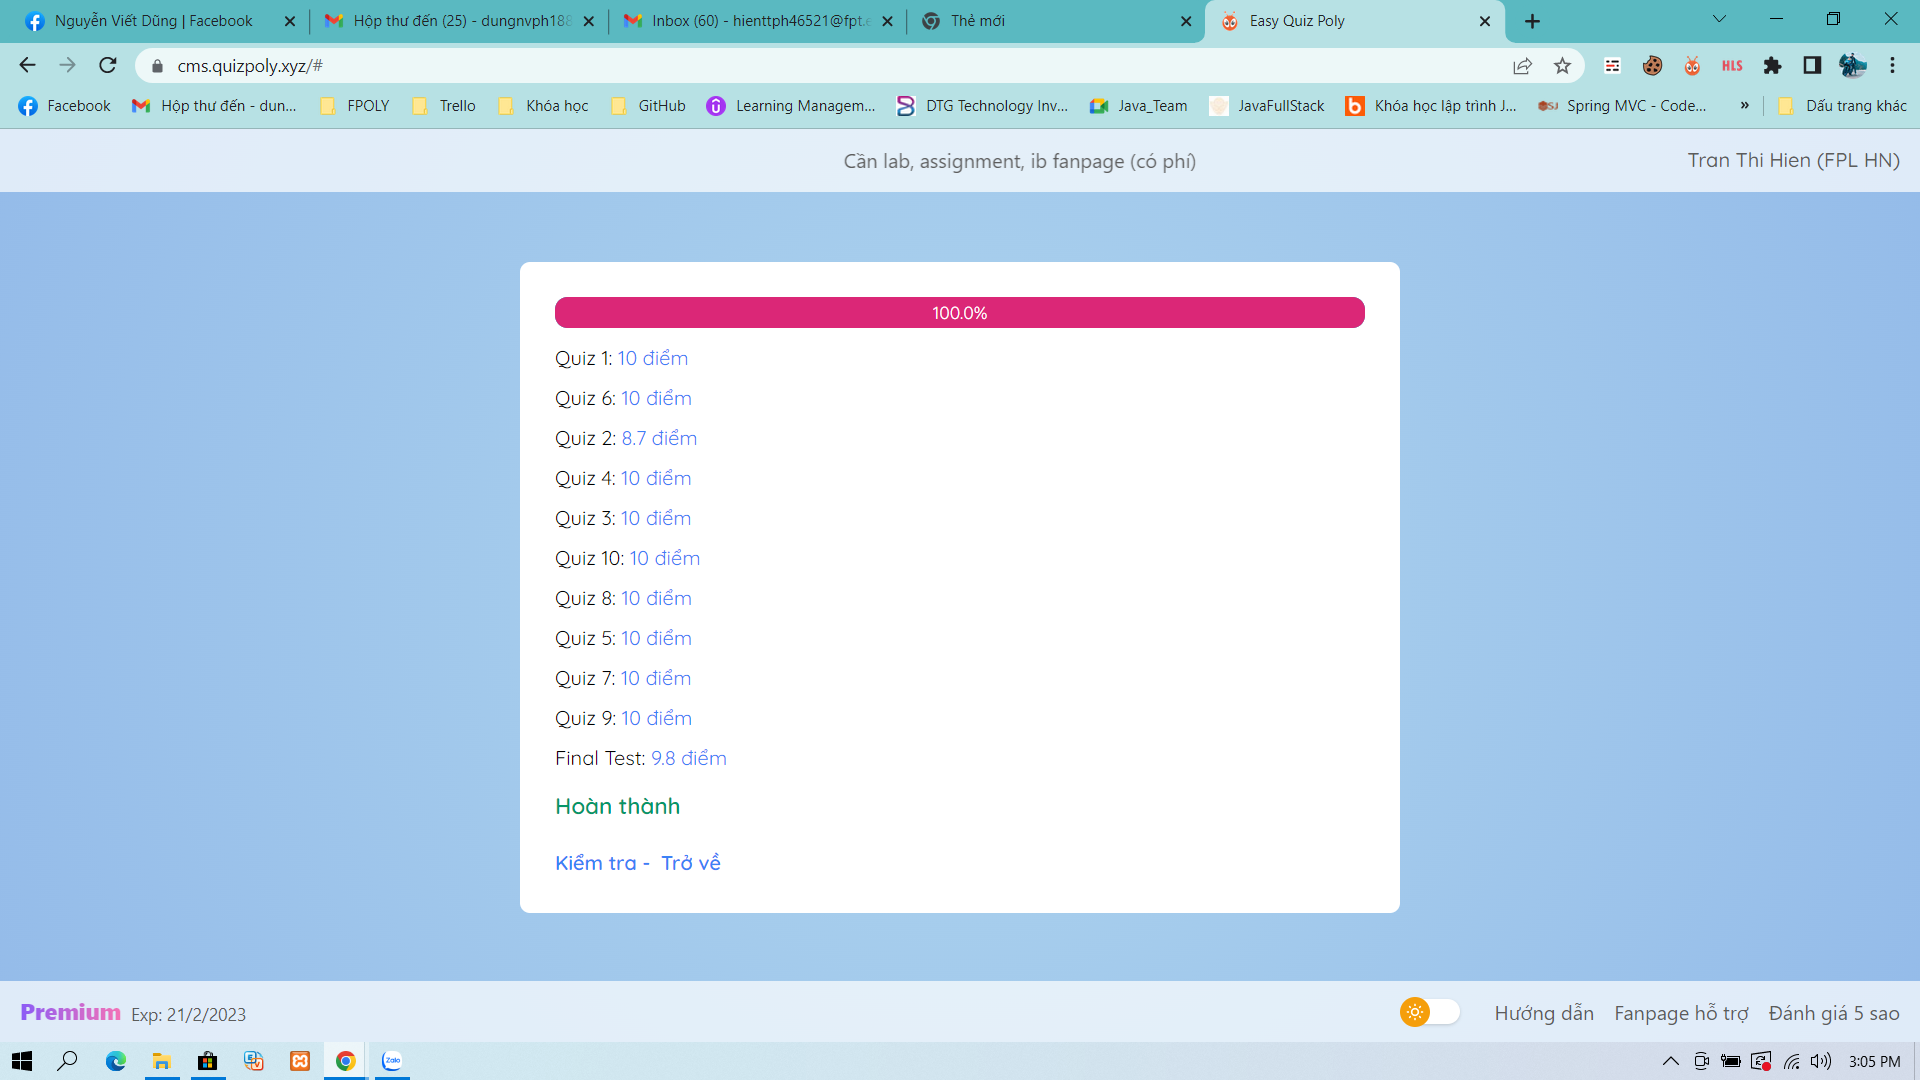 Nguyễn Viết Dũng | Facebook
Hộp thư đến (25) - dungnvph188
Inbox (60) - hienttph46521@fpt.e
Thẻ mới
Easy Quiz Poly
cms.quizpoly.xyz/#
HLS
Facebook
Hộp thư đến - dun...
FPOLY
Trello
Khóa học
GitHub
Learning Managem...
DTG Technology Inv...
Java_Team
JavaFullStack
Khóa học lập trình J...
Spring MVC - Code...
»
Dấu trang khác
Cần lab, assignment, ib fanpage (có phí)
Tran Thi Hien (FPL HN)
100.0%
Quiz 1: 10 điểm
Quiz 6: 10 điểm
Quiz 2: 8.7 điểm
Quiz 4: 10 điểm
Quiz 3: 10 điểm
Quiz 10: 10 điểm
Quiz 8: 10 điểm
Quiz 5: 10 điểm
Quiz 7: 10 điểm
Quiz 9: 10 điểm
Final Test: 9.8 điểm
Hoàn thành
Kiểm tra - Trở về
Premium Exp: 21/2/2023
Hướng dẫn
Fanpage hỗ trợ
Đánh giá 5 sao
Zalo
3:05 PM